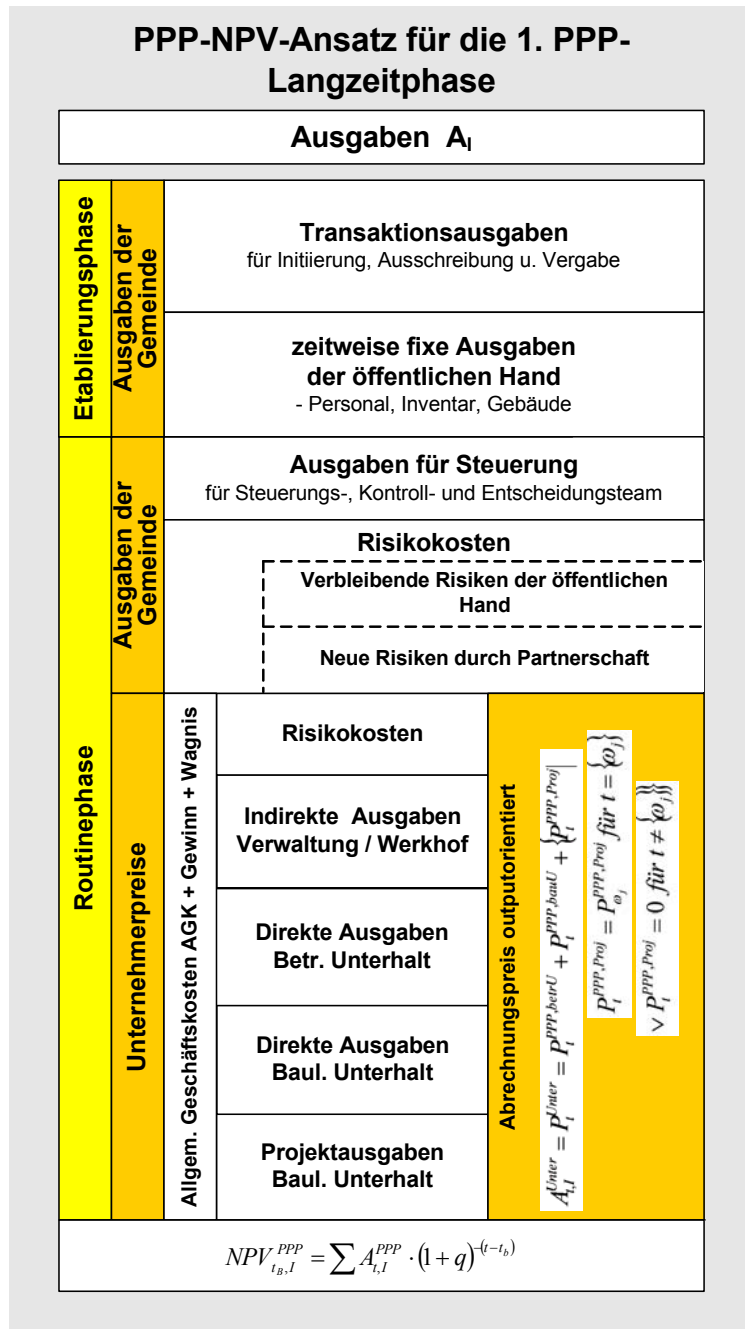 PPP-NPV-Ansatz für die 1. PPP-
Langzeitphase
Ausgaben A_I
Etablierungsphase
Ausgaben der
Gemeinde
Transaktionsausgaben
für Initiierung, Ausschreibung u. Vergabe
zeitweise fixe Ausgaben
der öffentlichen Hand
- Personal, Inventar, Gebäude
Routinephase
Ausgaben der
Gemeinde
Ausgaben für Steuerung
für Steuerungs-, Kontroll- und Entscheidungsteam
Risikokosten
Verbleibende Risiken der öffentlichen
Hand
Neue Risiken durch Partnerschaft
Unternehmerpreise
Allgem. Geschäftskosten AGK + Gewinn + Wagnis
Risikokosten
Indirekte Ausgaben
Verwaltung / Werkhof
Direkte Ausgaben
Betr. Unterhalt
Direkte Ausgaben
Baul. Unterhalt
Projektausgaben
Baul. Unterhalt
Abrechnungspreis outputorientiert
A_{t,I}^{Unter} = P_t^{Unter} = P_t^{PPP,betrU} + P_t^{PPP,bauU} + {P_t^{PPP,Proj}|
P_t^{PPP,Proj} = P_{ω_j}^{PPP,Proj} für t = {ω_j}
∨ P_t^{PPP,Proj} = 0 für t ≠ {ω_j}}
NPV_{t_B,I}^{PPP} = ∑ A_{t,I}^{PPP} · (1 + q)^{-(t-t_b)}